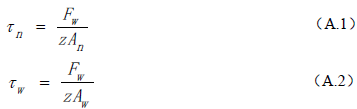 τn = Fw / zAn （A.1）
τw = Fw / zAw （A.2）